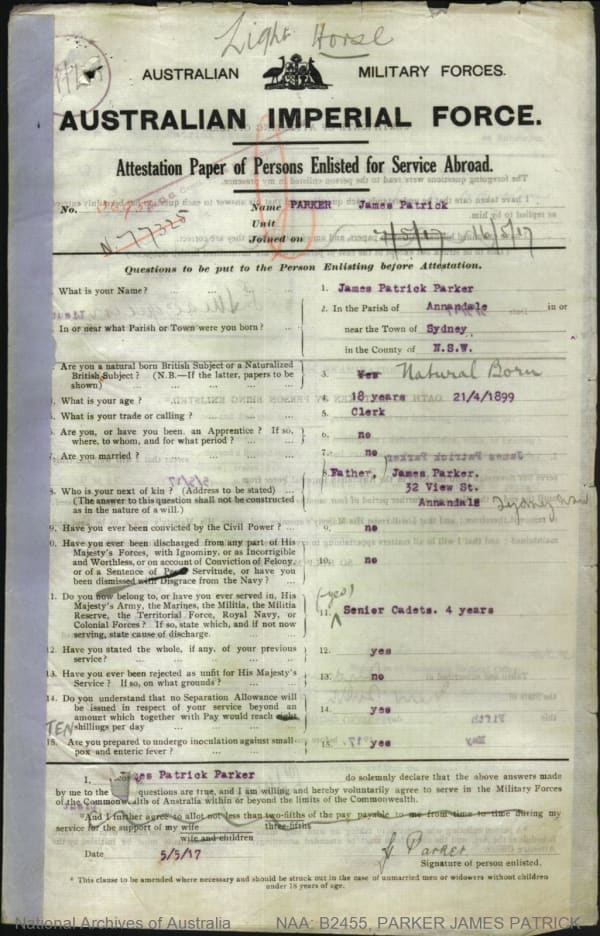 Light Horse
AUSTRALIAN MILITARY FORCES.
AUSTRALIAN IMPERIAL FORCE.
Attestation Paper of Persons Enlisted for Service Abroad.
No. Name PARKER James Patrick
N. 77325
Unit
Joined on 7/5/17 16/5/17
Questions to be put to the Person Enlisting before Attestation.
What is your Name? 1. James Patrick Parker
In or near what Parish or Town were you born? 2. In the Parish of Annandale in or
near the Town of Sydney
in the County of N.S.W.
Are you a natural born British Subject or a Naturalized
British Subject? (N.B.—If the latter, papers to be
shown) 3. Yes Natural Born
What is your age? 4. 18 years 21/4/1899
What is your trade or calling? 5. Clerk
Are you, or have you been, an Apprentice? If so,
where, to whom, and for what period? 6. no
Are you married? 7. no
8. Who is your next of kin? (Address to be stated)
(The answer to this question shall not be constructed
as in the nature of a will.)
8. Father, James Parker.
32 View St.
Annandale Sydney NSW
9. Have you ever been convicted by the Civil Power? 9. no
0. Have you ever been discharged from any part of His
Majesty's Forces, with Ignominy, or as Incorrigible
and Worthless, or on account of Conviction of Felony,
or of a Sentence of Penal Servitude, or have you
been dismissed with Disgrace from the Navy? 10. no
1. Do you now belong to, or have you ever served in, His
Majesty's Army, the Marines, the Militia, the Militia
Reserve, the Territorial Force, Royal Navy, or
Colonial Forces? If so, state which, and if not now
serving, state cause of discharge.
(yes)
11. Senior Cadets. 4 years
12. Have you stated the whole, if any, of your previous
service? 12. yes
13. Have you ever been rejected as unfit for His Majesty's
Service? If so, on what grounds? 13. no
14. Do you understand that no Separation Allowance will
be issued in respect of your service beyond an
amount which together with Pay would reach eight
TEN shillings per day 14. yes
15. Are you prepared to undergo inoculation against small-
pox and enteric fever? 15. yes
I, James Patrick Parker do solemnly declare that the above answers made
by me to the questions are true, and I am willing and hereby voluntarily agree to serve in the Military Forces
of the Commonwealth of Australia within or beyond the limits of the Commonwealth.
*And I further agree to allot not less than two-fifths of the pay payable to me from time to time during my
three-fifths
service for the support of my wife
wife and children
Date 5/5/17 J Parker
Signature of person enlisted.
* This clause to be amended where necessary and should be struck out in the case of unmarried men or widowers without children
under 18 years of age.
National Archives of Australia NAA: B2455, PARKER JAMES PATRICK